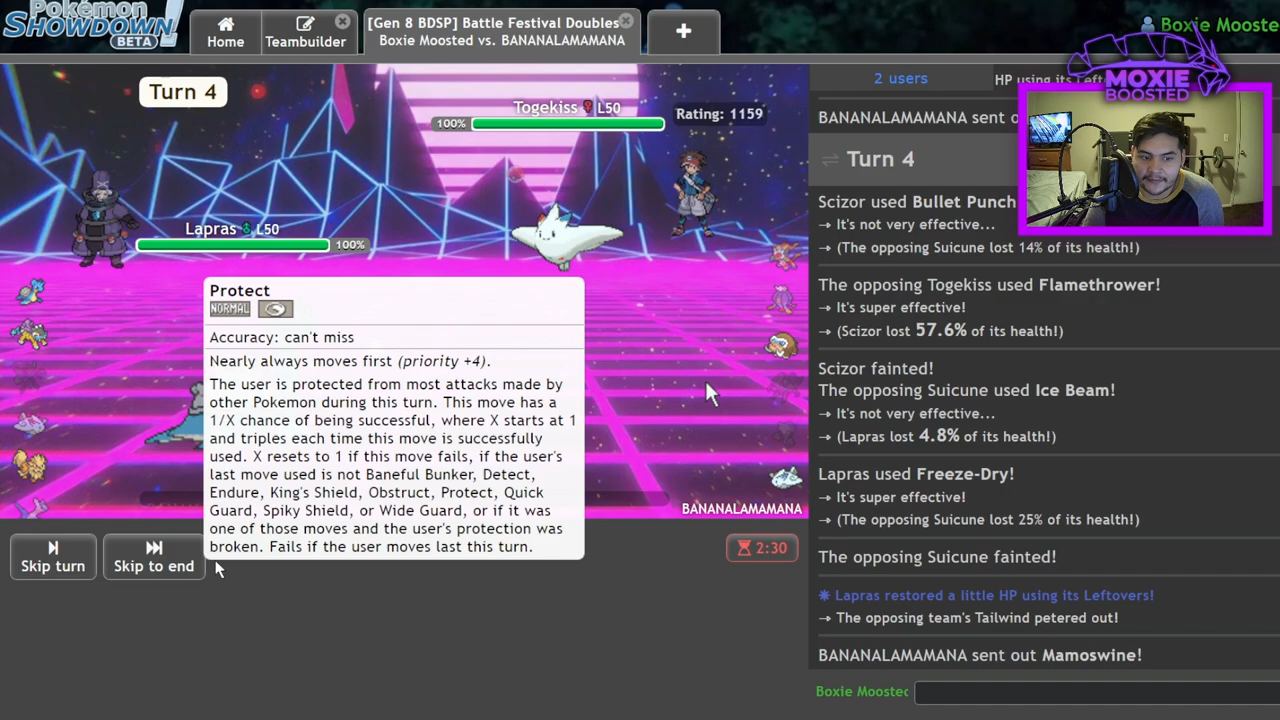 Pokémon
SHOWDOWN!
BETA
Home
Teambuilder
[Gen 8 BDSP] Battle Festival Doubles
Boxie Moosted vs. BANANALAMAMANA
+
Boxie Mooste
MOXIE
BOOSTED
Turn 4
Togekiss L50
100%
Rating: 1159
Lapras L50
100%
Protect
NORMAL
Accuracy: can't miss
Nearly always moves first (priority +4).
The user is protected from most attacks made by
other Pokemon during this turn. This move has a
1/X chance of being successful, where X starts at 1
and triples each time this move is successfully
used. X resets to 1 if this move fails, if the user's
last move used is not Baneful Bunker, Detect,
Endure, King's Shield, Obstruct, Protect, Quick
Guard, Spiky Shield, or Wide Guard, or if it was
one of those moves and the user's protection was
broken. Fails if the user moves last this turn.
BANANALAMAMANA
Skip turn
Skip to end
2:30
2 users
HP using its Left
BANANALAMAMANA sent o
Turn 4
Scizor used Bullet Punch
→ It's not very effective...
→ (The opposing Suicune lost 14% of its health!)
The opposing Togekiss used Flamethrower!
→ It's super effective!
→ (Scizor lost 57.6% of its health!)
Scizor fainted!
The opposing Suicune used Ice Beam!
→ It's not very effective...
→ (Lapras lost 4.8% of its health!)
Lapras used Freeze-Dry!
→ It's super effective!
→ (The opposing Suicune lost 25% of its health!)
The opposing Suicune fainted!
Lapras restored a little HP using its Leftovers!
→ The opposing team's Tailwind petered out!
BANANALAMAMANA sent out Mamoswine!
Boxie Moosted